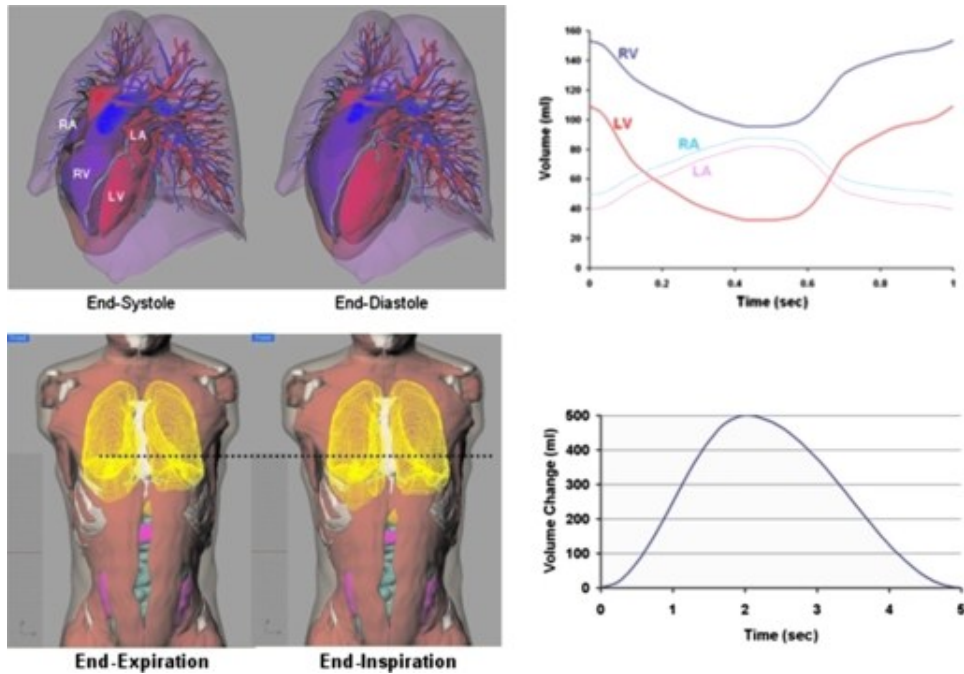 RA
LA
RV
LV
End-Systole
End-Diastole
Volume (ml)
160
140
120
100
80
60
40
20
0
RV
LV
RA
LA
0
0.2
0.4
0.6
0.8
1
Time (sec)
End-Expiration
End-Inspiration
Volume Change (ml)
500
400
300
200
100
0
0
1
2
3
4
5
Time (sec)